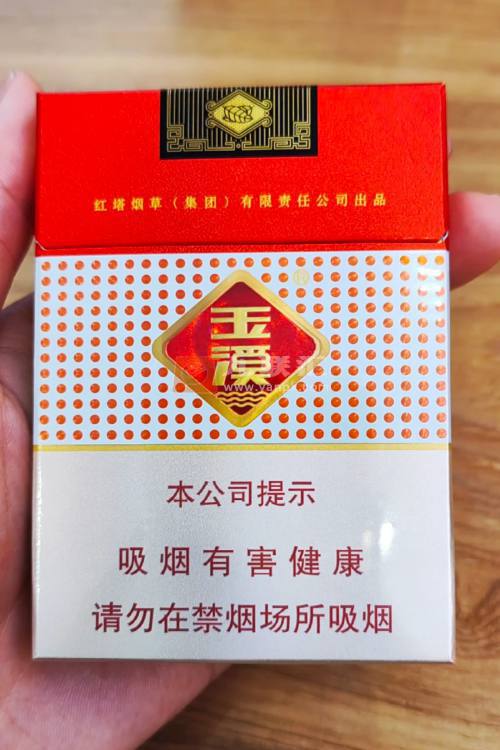 红塔烟草（集团）有限责任公司出品
®
玉溪
本公司提示
吸烟有害健康
请勿在禁烟场所吸烟